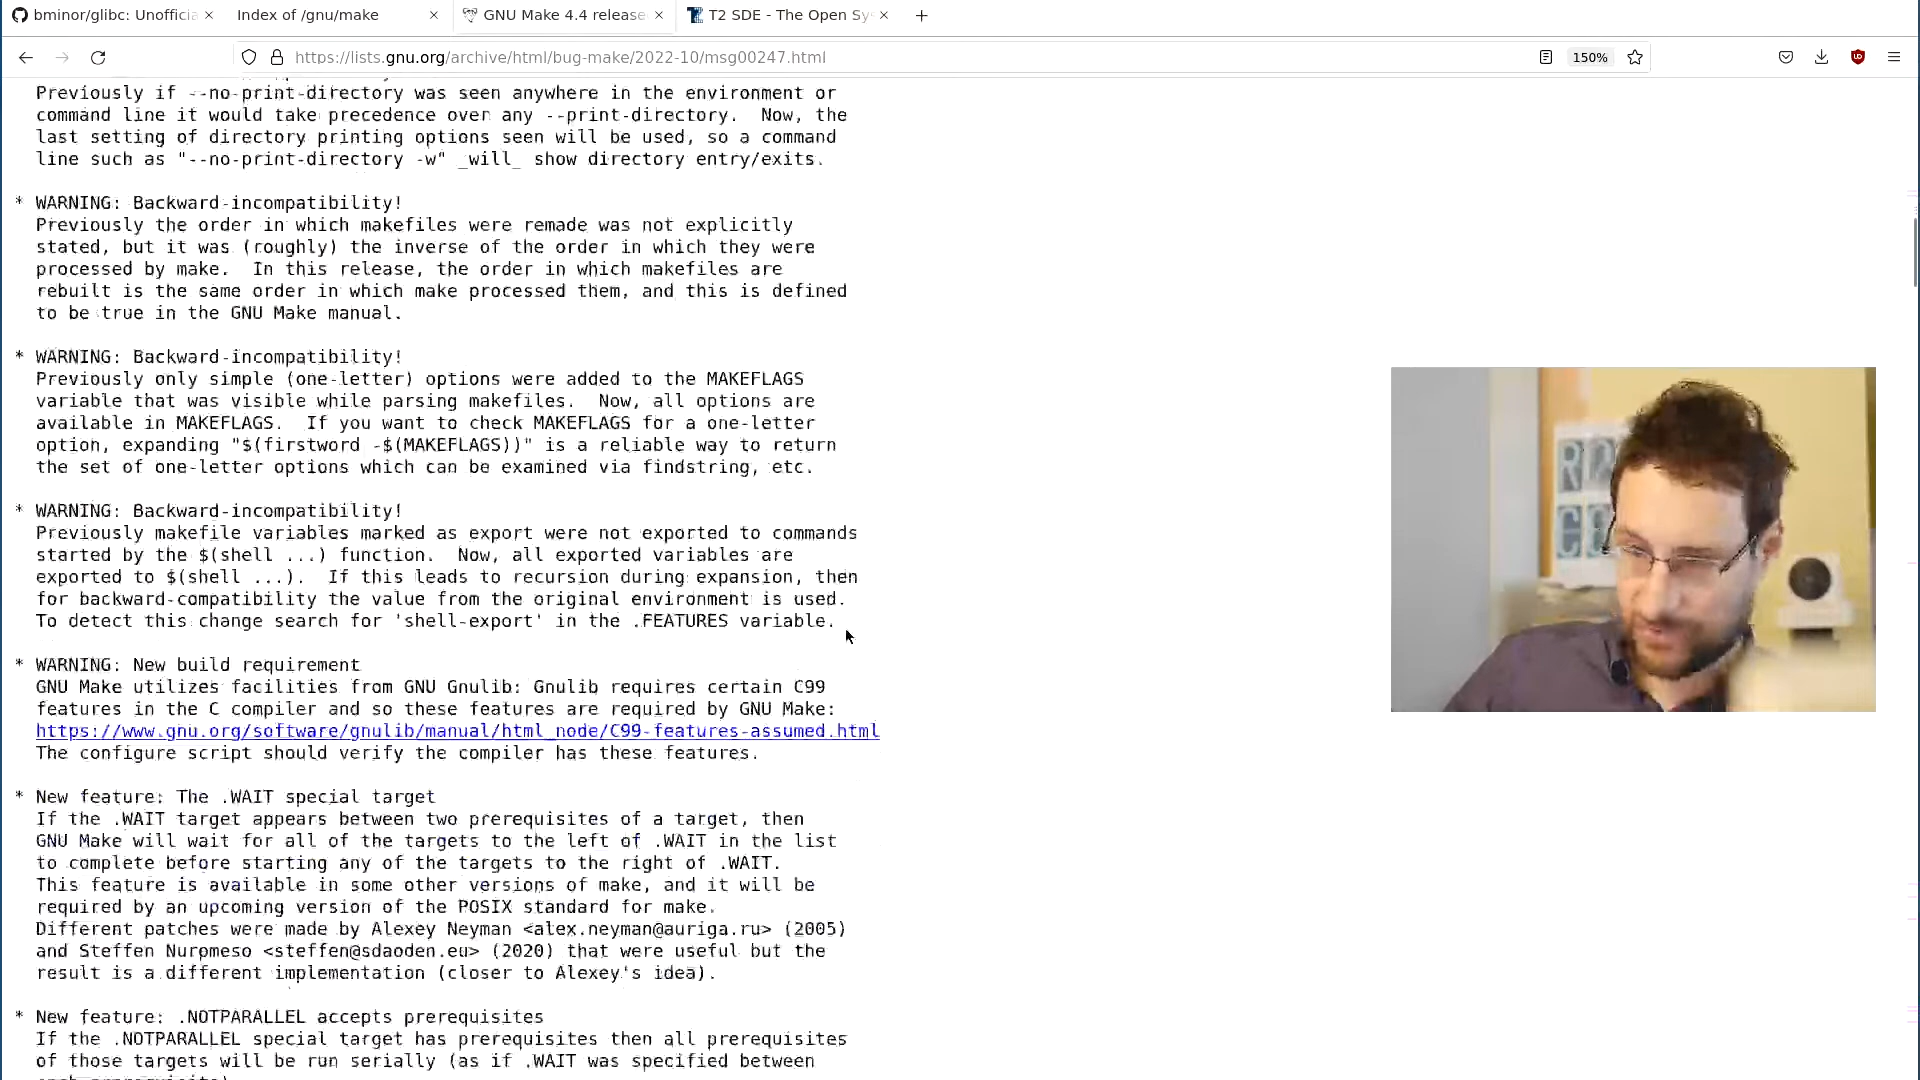 bminor/glibc: Unofficia
Index of /gnu/make
GNU Make 4.4 release
T2 SDE - The Open Sy
https://lists.gnu.org/archive/html/bug-make/2022-10/msg00247.html
150%
Previously if --no-print-directory was seen anywhere in the environment or
command line it would take precedence over any --print-directory. Now, the
last setting of directory printing options seen will be used, so a command
line such as "--no-print-directory -w" _will_ show directory entry/exits.
* WARNING: Backward-incompatibility!
Previously the order in which makefiles were remade was not explicitly
stated, but it was (roughly) the inverse of the order in which they were
processed by make. In this release, the order in which makefiles are
rebuilt is the same order in which make processed them, and this is defined
to be true in the GNU Make manual.
* WARNING: Backward-incompatibility!
Previously only simple (one-letter) options were added to the MAKEFLAGS
variable that was visible while parsing makefiles. Now, all options are
available in MAKEFLAGS. If you want to check MAKEFLAGS for a one-letter
option, expanding "$(firstword -$(MAKEFLAGS))" is a reliable way to return
the set of one-letter options which can be examined via findstring, etc.
* WARNING: Backward-incompatibility!
Previously makefile variables marked as export were not exported to commands
started by the $(shell ...) function. Now, all exported variables are
exported to $(shell ...). If this leads to recursion during expansion, then
for backward-compatibility the value from the original environment is used.
To detect this change search for 'shell-export' in the .FEATURES variable.
* WARNING: New build requirement
GNU Make utilizes facilities from GNU Gnulib: Gnulib requires certain C99
features in the C compiler and so these features are required by GNU Make:
https://www.gnu.org/software/gnulib/manual/html_node/C99-features-assumed.html
The configure script should verify the compiler has these features.
* New feature: The .WAIT special target
If the .WAIT target appears between two prerequisites of a target, then
GNU Make will wait for all of the targets to the left of .WAIT in the list
to complete before starting any of the targets to the right of .WAIT.
This feature is available in some other versions of make, and it will be
required by an upcoming version of the POSIX standard for make.
Different patches were made by Alexey Neyman <alex.neyman@auriga.ru> (2005)
and Steffen Nurpmeso <steffen@sdaoden.eu> (2020) that were useful but the
result is a different implementation (closer to Alexey's idea).
* New feature: .NOTPARALLEL accepts prerequisites
If the .NOTPARALLEL special target has prerequisites then all prerequisites
of those targets will be run serially (as if .WAIT was specified between